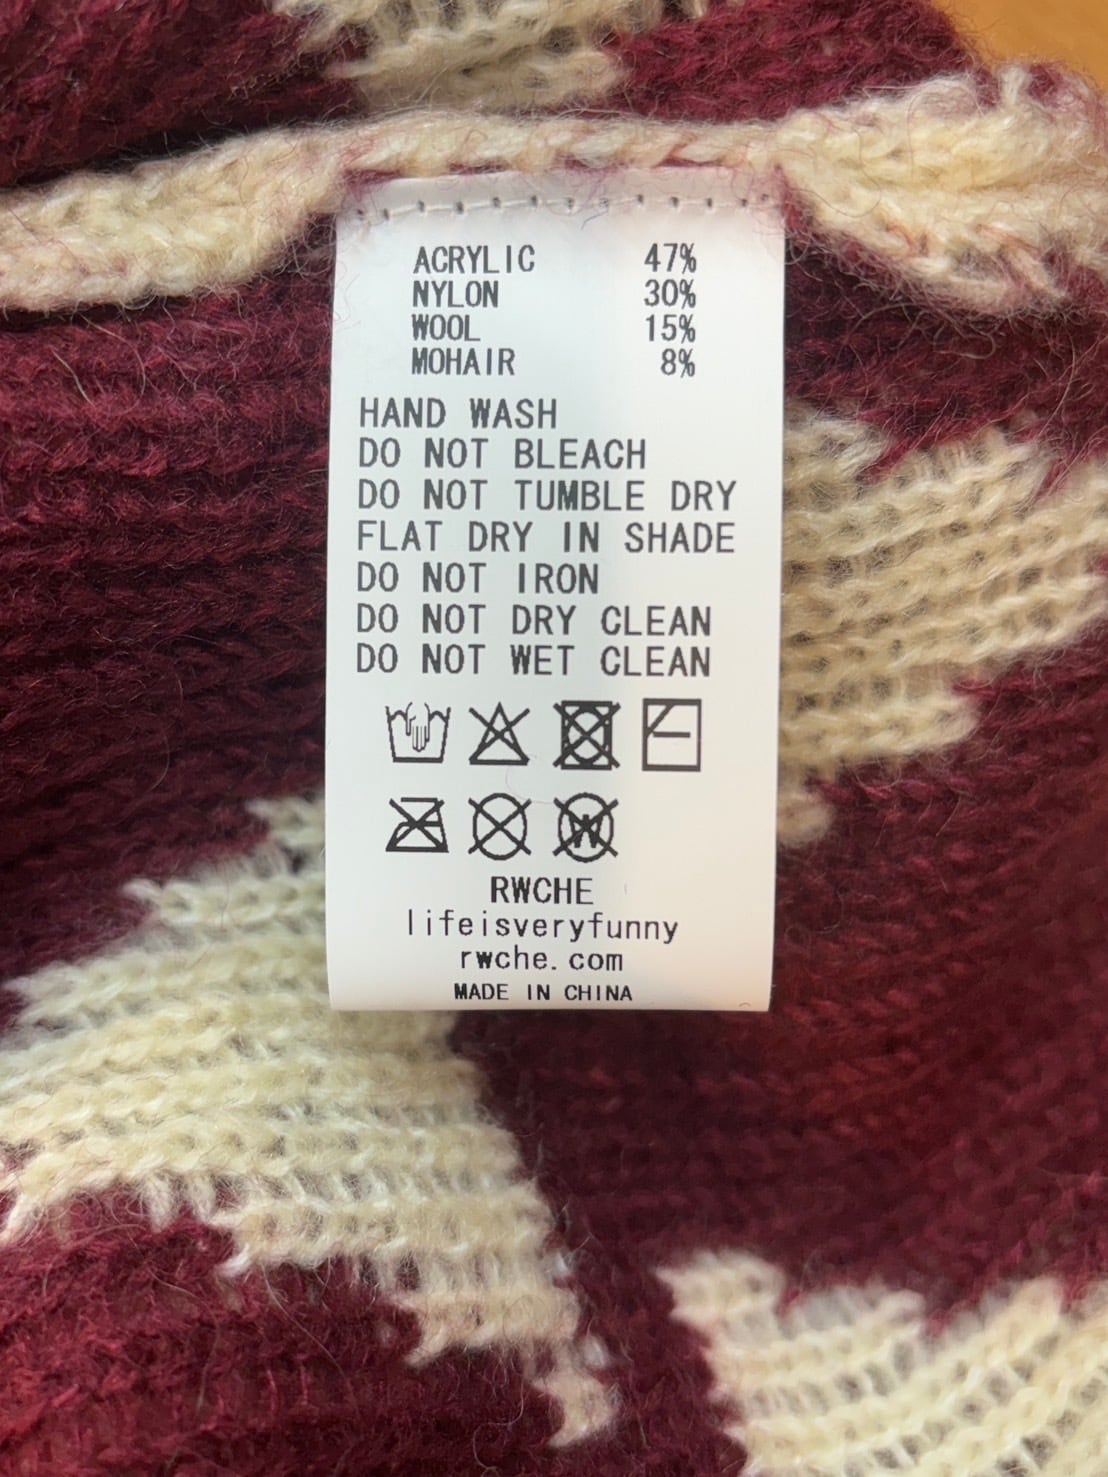 ACRYLIC 47%
NYLON 30%
WOOL 15%
MOHAIR 8%
HAND WASH
DO NOT BLEACH
DO NOT TUMBLE DRY
FLAT DRY IN SHADE
DO NOT IRON
DO NOT DRY CLEAN
DO NOT WET CLEAN
W
RWCHE
lifeisveryfunny
rwche.com
MADE IN CHINA